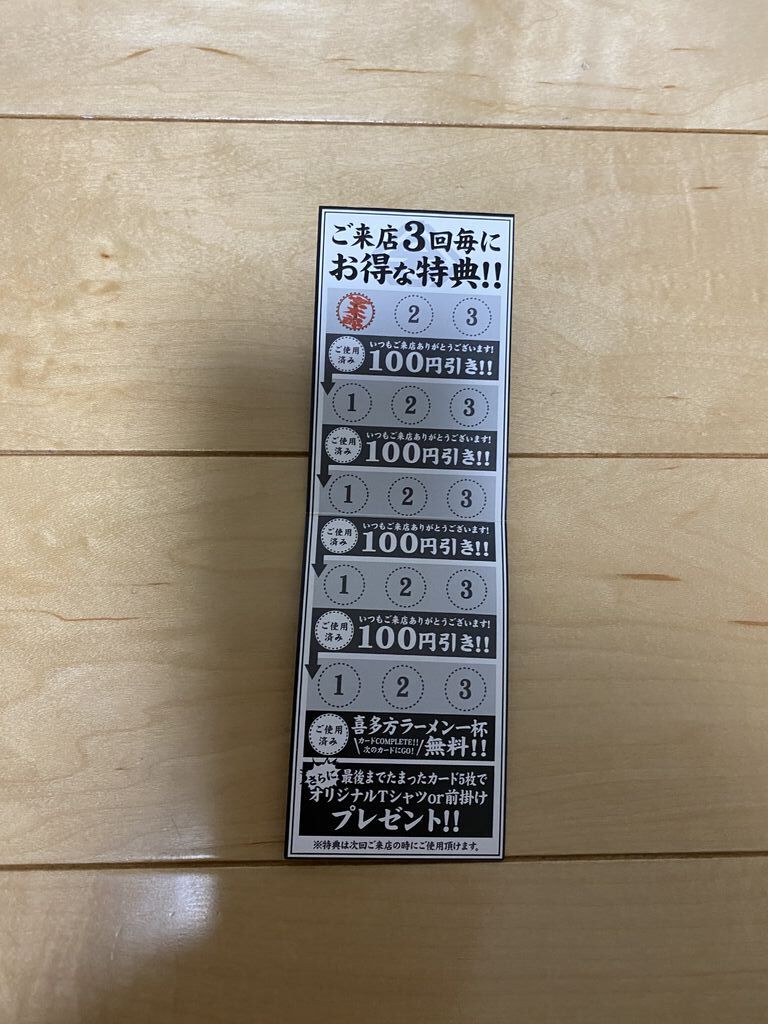 ご来店3回毎に
お得な特典!!
2 3
ご使用済み
いつもご来店ありがとうございます!
100円引き!!
1 2 3
ご使用済み
いつもご来店ありがとうございます!
100円引き!!
1 2 3
ご使用済み
いつもご来店ありがとうございます!
100円引き!!
1 2 3
ご使用済み
いつもご来店ありがとうございます!
100円引き!!
1 2 3
ご使用済み
喜多方ラーメン一杯
カードCOMPLETE!!
次のカードにGO!
無料!!
さらに
最後までたまったカード5枚で
オリジナルTシャツor前掛け
プレゼント!!
※特典は次回ご来店の時にご使用頂けます。